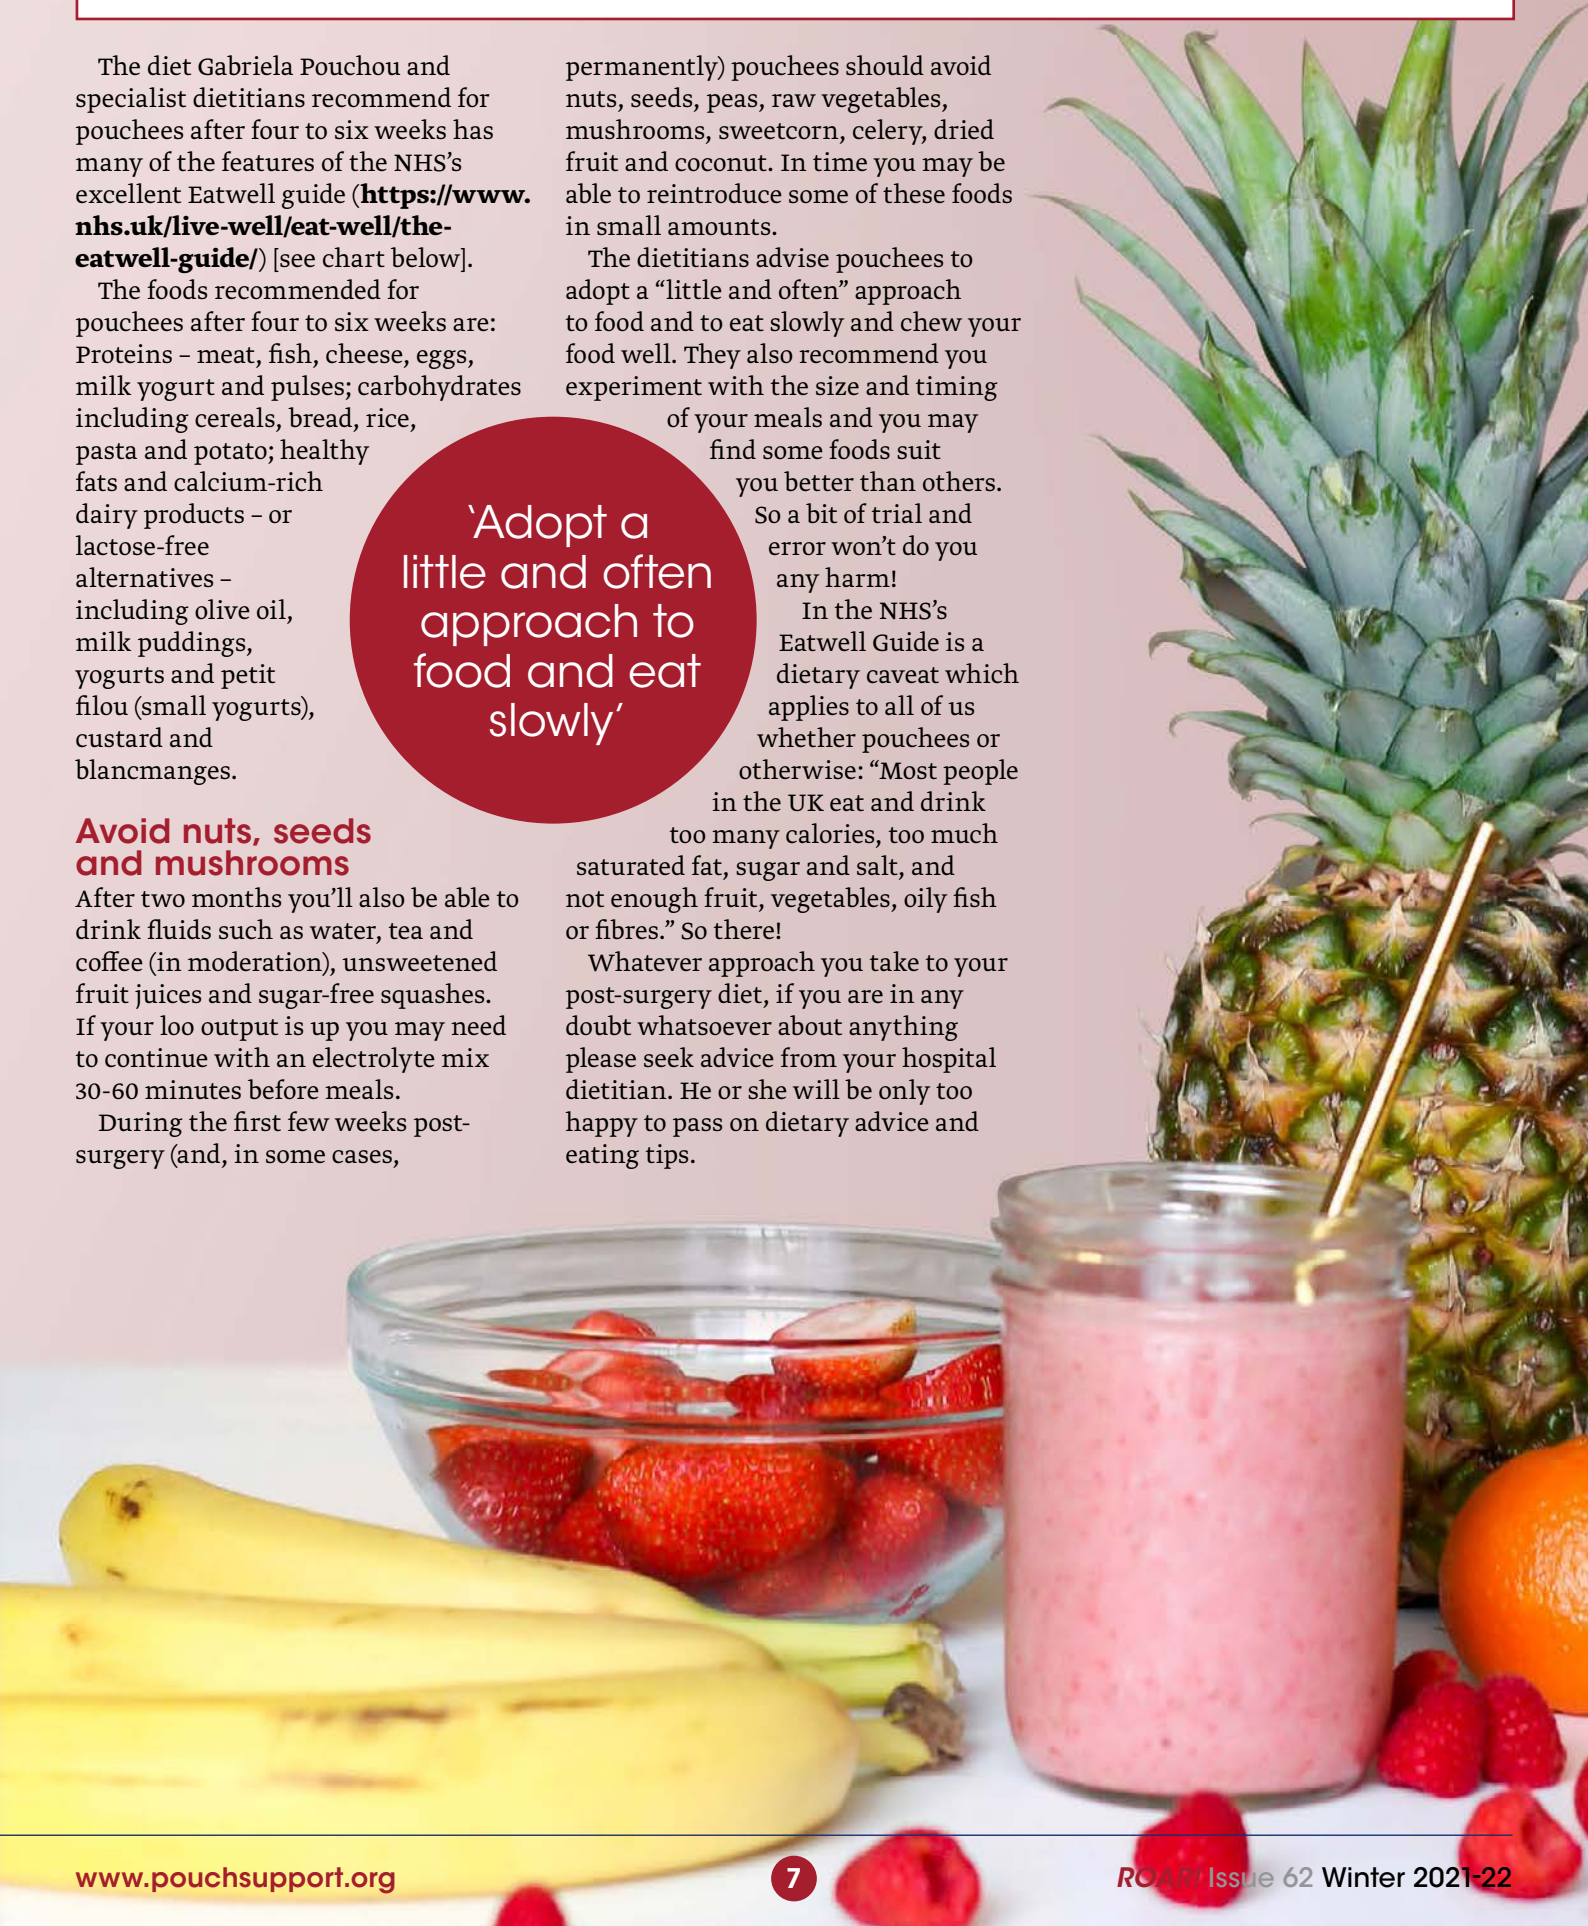 The diet Gabriela Pouchou and
specialist dietitians recommend for
pouchees after four to six weeks has
many of the features of the NHS’s
excellent Eatwell guide (https://www.
nhs.uk/live-well/eat-well/the-
eatwell-guide/) [see chart below].
The foods recommended for
pouchees after four to six weeks are:
Proteins – meat, fish, cheese, eggs,
milk yogurt and pulses; carbohydrates
including cereals, bread, rice,
pasta and potato; healthy
fats and calcium-rich
dairy products – or
lactose-free
alternatives –
including olive oil,
milk puddings,
yogurts and petit
filou (small yogurts),
custard and
blancmanges.
Avoid nuts, seeds
and mushrooms
After two months you’ll also be able to
drink fluids such as water, tea and
coffee (in moderation), unsweetened
fruit juices and sugar-free squashes.
If your loo output is up you may need
to continue with an electrolyte mix
30-60 minutes before meals.
During the first few weeks post-
surgery (and, in some cases,
permanently) pouchees should avoid
nuts, seeds, peas, raw vegetables,
mushrooms, sweetcorn, celery, dried
fruit and coconut. In time you may be
able to reintroduce some of these foods
in small amounts.
The dietitians advise pouchees to
adopt a “little and often” approach
to food and to eat slowly and chew your
food well. They also recommend you
experiment with the size and timing
of your meals and you may
find some foods suit
you better than others.
So a bit of trial and
error won’t do you
any harm!
In the NHS’s
Eatwell Guide is a
dietary caveat which
applies to all of us
whether pouchees or
otherwise: “Most people
in the UK eat and drink
too many calories, too much
saturated fat, sugar and salt, and
not enough fruit, vegetables, oily fish
or fibres.” So there!
Whatever approach you take to your
post-surgery diet, if you are in any
doubt whatsoever about anything
please seek advice from your hospital
dietitian. He or she will be only too
happy to pass on dietary advice and
eating tips.
‘Adopt a
little and often
approach to
food and eat
slowly’
www.pouchsupport.org
7
ROAR! Issue 62 Winter 2021-22